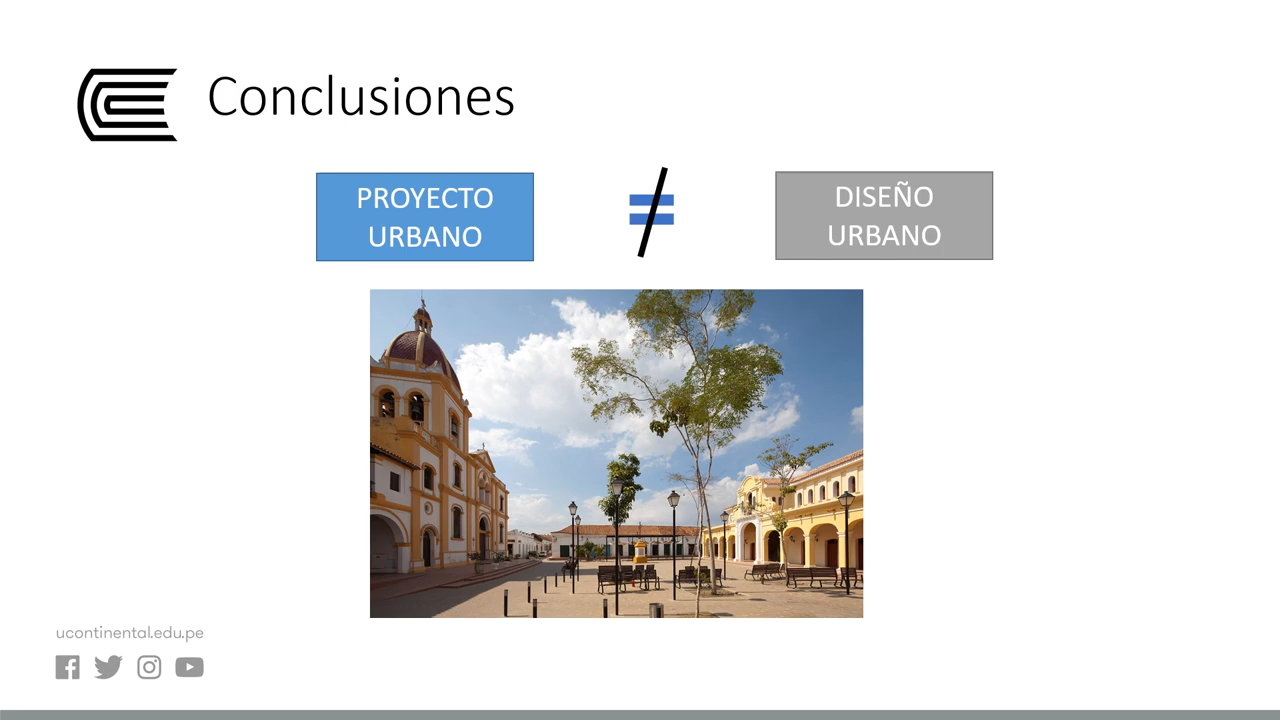 Conclusiones
PROYECTO
URBANO
≠
DISEÑO
URBANO
ucontinental.edu.pe